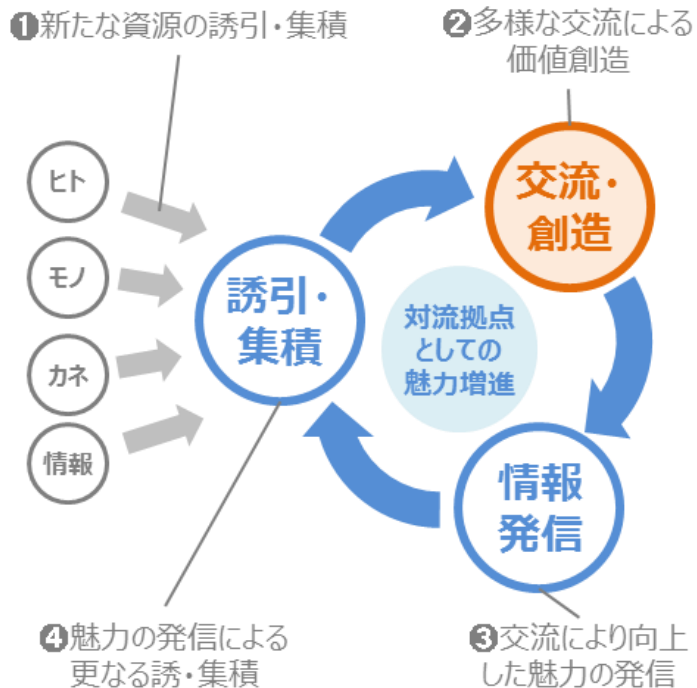 ❶新たな資源の誘引・集積
❷多様な交流による
価値創造
ヒト
モノ
カネ
情報
誘引・
集積
交流・
創造
対流拠点
としての
魅力増進
情報
発信
❹魅力の発信による
更なる誘・集積
❸交流により向上
した魅力の発信